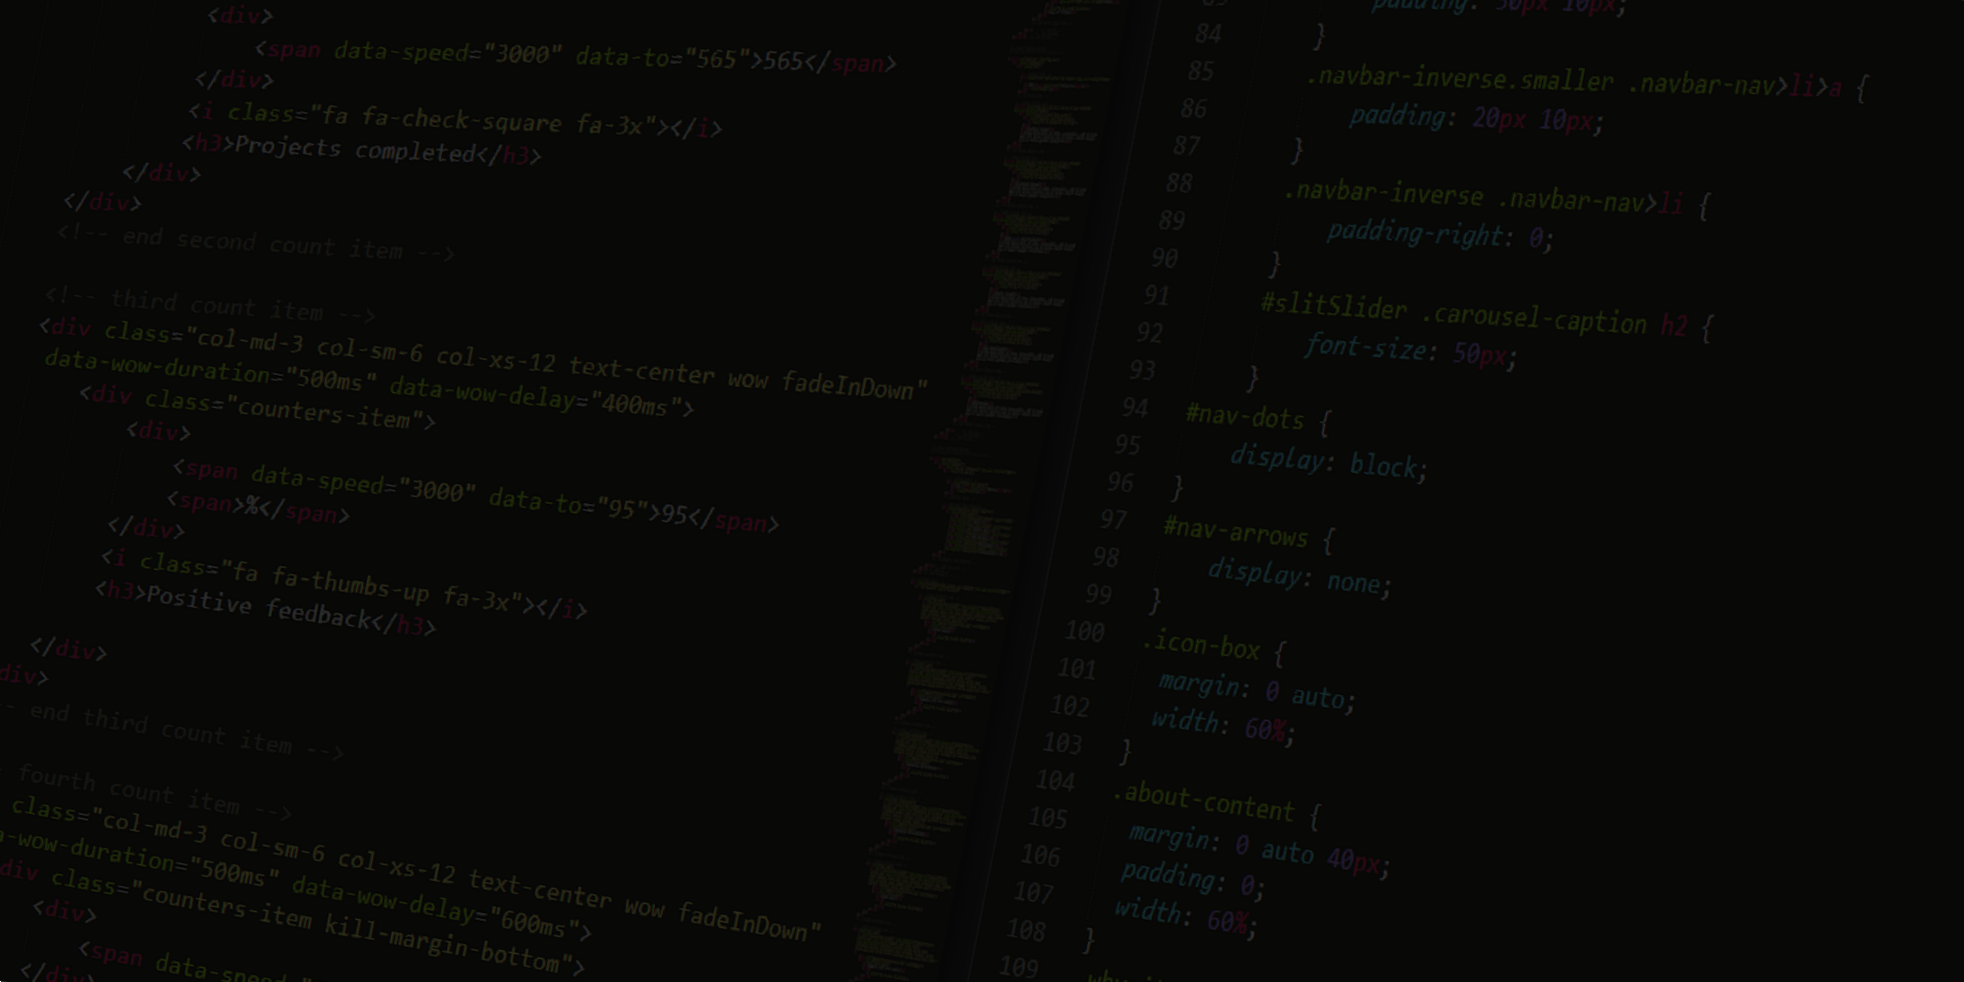 <div>
<span data-speed="3000" data-to="565">565</span>
</div>
<i class="fa fa-check-square fa-3x"></i>
<h3>Projects completed</h3>
</div>
</div>
<!-- end second count item -->
<!-- third count item -->
<div class="col-md-3 col-sm-6 col-xs-12 text-center wow fadeInDown"
data-wow-duration="500ms" data-wow-delay="400ms">
<div class="counters-item">
<div>
<span data-speed="3000" data-to="95">95</span>
<span>%</span>
</div>
<i class="fa fa-thumbs-up fa-3x"></i>
<h3>Positive feedback</h3>
</div>
div>
-- end third count item -->
fourth count item -->
class="col-md-3 col-sm-6 col-xs-12 text-center wow fadeInDown"
a-wow-duration="500ms" data-wow-delay="600ms">
div class="counters-item kill-margin-bottom">
<div>
<span data-speed="
</div>
padding: 30px 10px;
84 }
85 .navbar-inverse.smaller .navbar-nav>li>a {
86 padding: 20px 10px;
87 }
88 .navbar-inverse .navbar-nav>li {
89 padding-right: 0;
90 }
91 #slitSlider .carousel-caption h2 {
92 font-size: 50px;
93 }
94 #nav-dots {
95 display: block;
96 }
97 #nav-arrows {
98 display: none;
99 }
100 .icon-box {
101 margin: 0 auto;
102 width: 60%;
103 }
104 .about-content {
105 margin: 0 auto 40px;
106 padding: 0;
107 width: 60%;
108 }
109